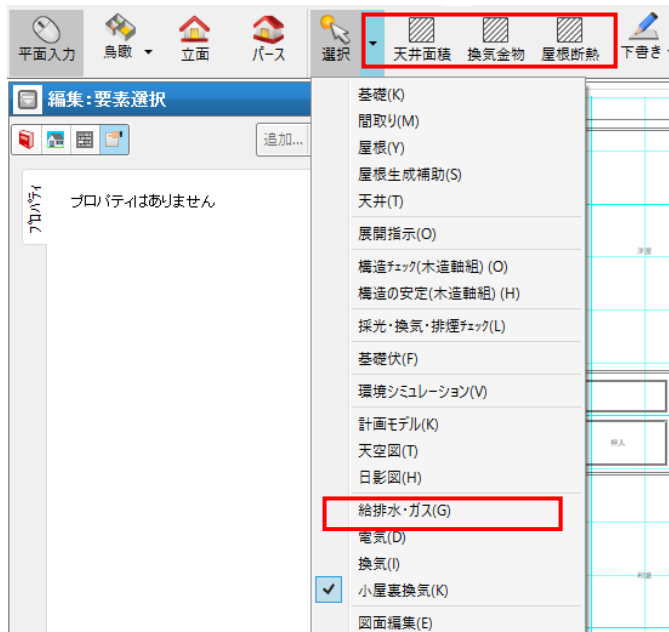 平面入力
鳥瞰
立面
パース
選択
天井面積
換気金物
屋根断熱
下書き
編集:要素選択
追加...
プロパティ
プロパティはありません
基礎(K)
間取り(M)
屋根(Y)
屋根生成補助(S)
天井(T)
展開指示(O)
構造チェック(木造軸組) (O)
構造の安定(木造軸組) (H)
採光・換気・排煙チェック(L)
基礎伏(F)
環境シミュレーション(V)
計画モデル(K)
天空図(T)
日影図(H)
給排水・ガス(G)
電気(D)
換気(I)
小屋裏換気(K)
図面編集(E)
洋室
和室